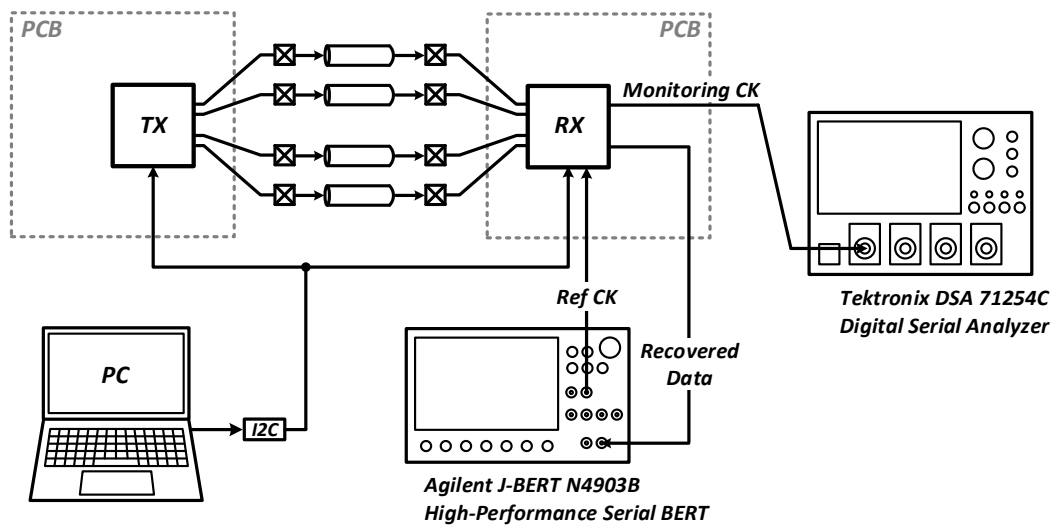 PCB
PCB
TX
RX
Monitoring CK
Ref CK
Recovered
Data
PC
I2C
Tektronix DSA 71254C
Digital Serial Analyzer
Agilent J-BERT N4903B
High-Performance Serial BERT